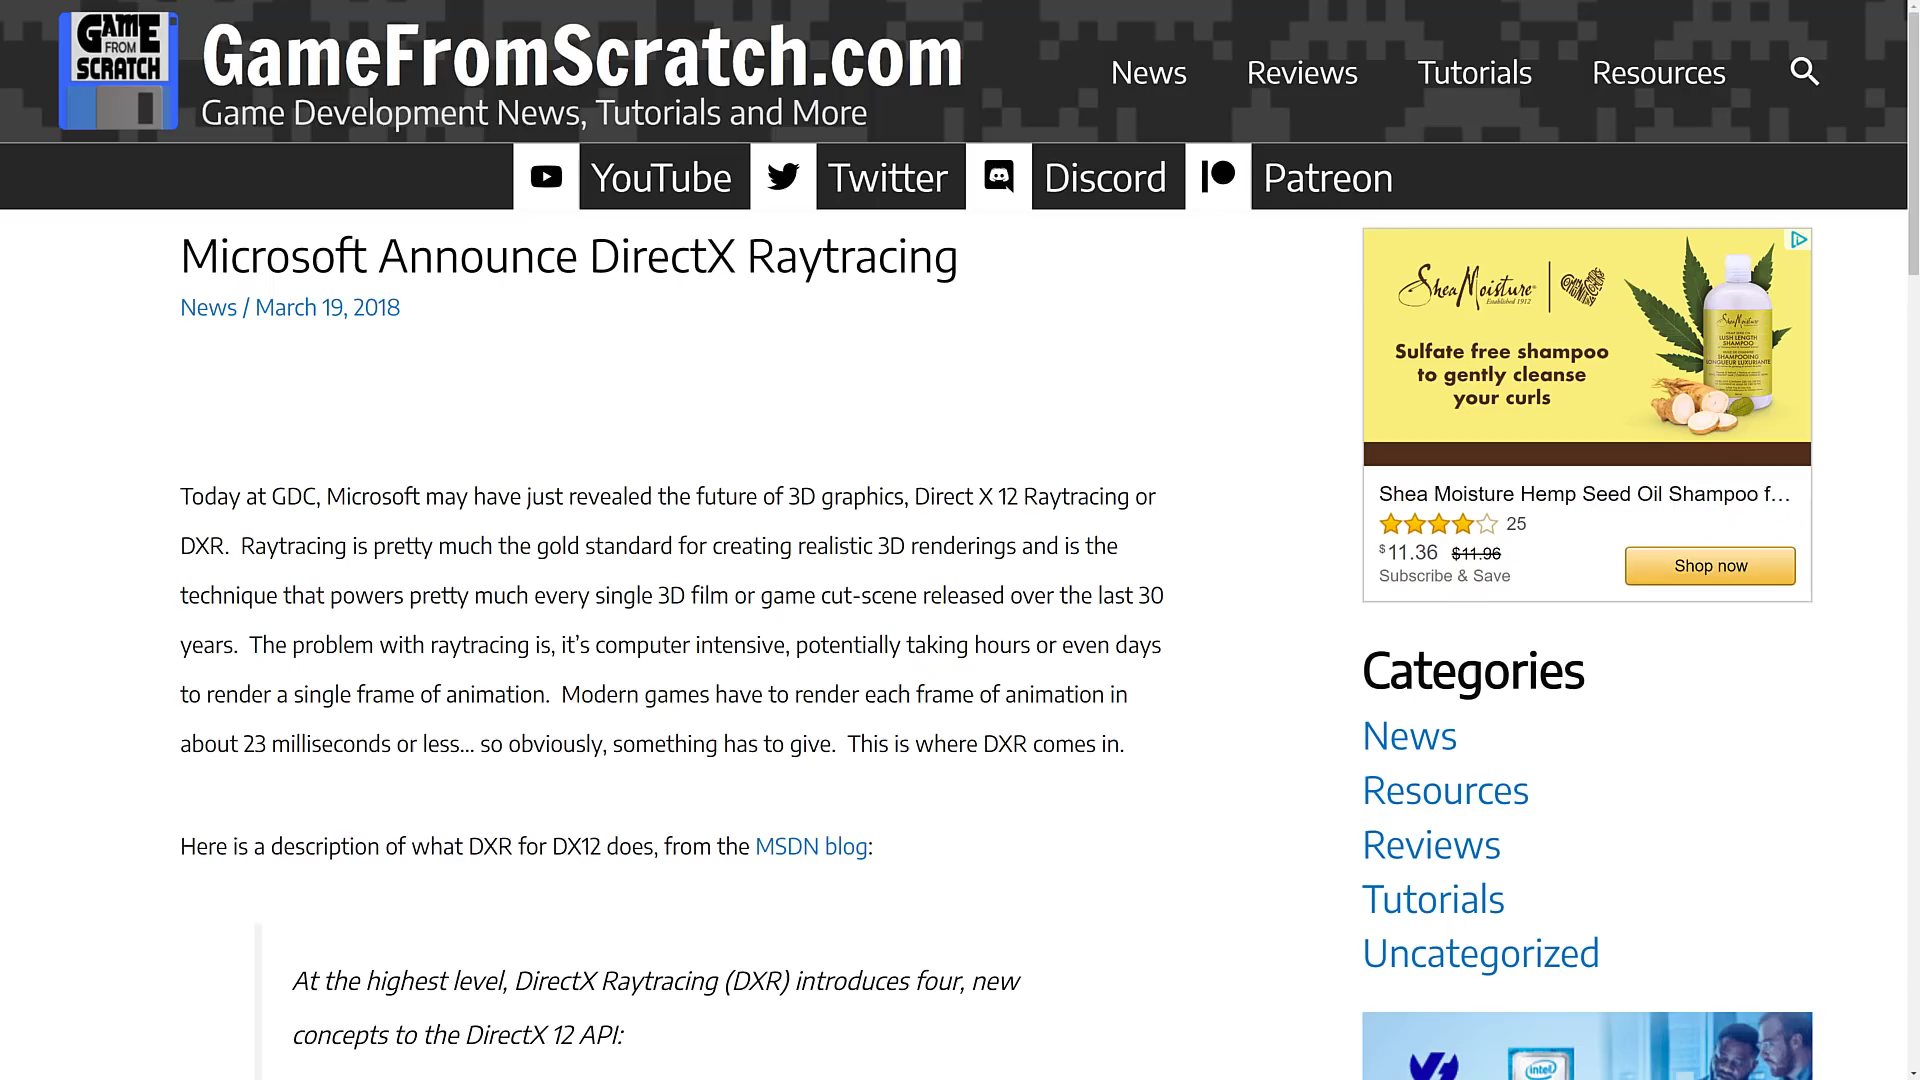 GAME
FROM
SCRATCH
GameFromScratch.com
Game Development News, Tutorials and More
News
Reviews
Tutorials
Resources
YouTube
Twitter
Discord
Patreon
Microsoft Announce DirectX Raytracing
News / March 19, 2018
Today at GDC, Microsoft may have just revealed the future of 3D graphics, Direct X 12 Raytracing or
DXR.  Raytracing is pretty much the gold standard for creating realistic 3D renderings and is the
technique that powers pretty much every single 3D film or game cut-scene released over the last 30
years.  The problem with raytracing is, it’s computer intensive, potentially taking hours or even days
to render a single frame of animation.  Modern games have to render each frame of animation in
about 23 milliseconds or less… so obviously, something has to give.  This is where DXR comes in.
Here is a description of what DXR for DX12 does, from the MSDN blog:
At the highest level, DirectX Raytracing (DXR) introduces four, new
concepts to the DirectX 12 API:
SheaMoisture
Established 1912
Sulfate free shampoo
to gently cleanse
your curls
SheaMoisture
LUSH LENGTH
SHAMPOO
Shea Moisture Hemp Seed Oil Shampoo f…
25
$11.36 $11.96
Subscribe & Save
Shop now
Categories
News
Resources
Reviews
Tutorials
Uncategorized
intel